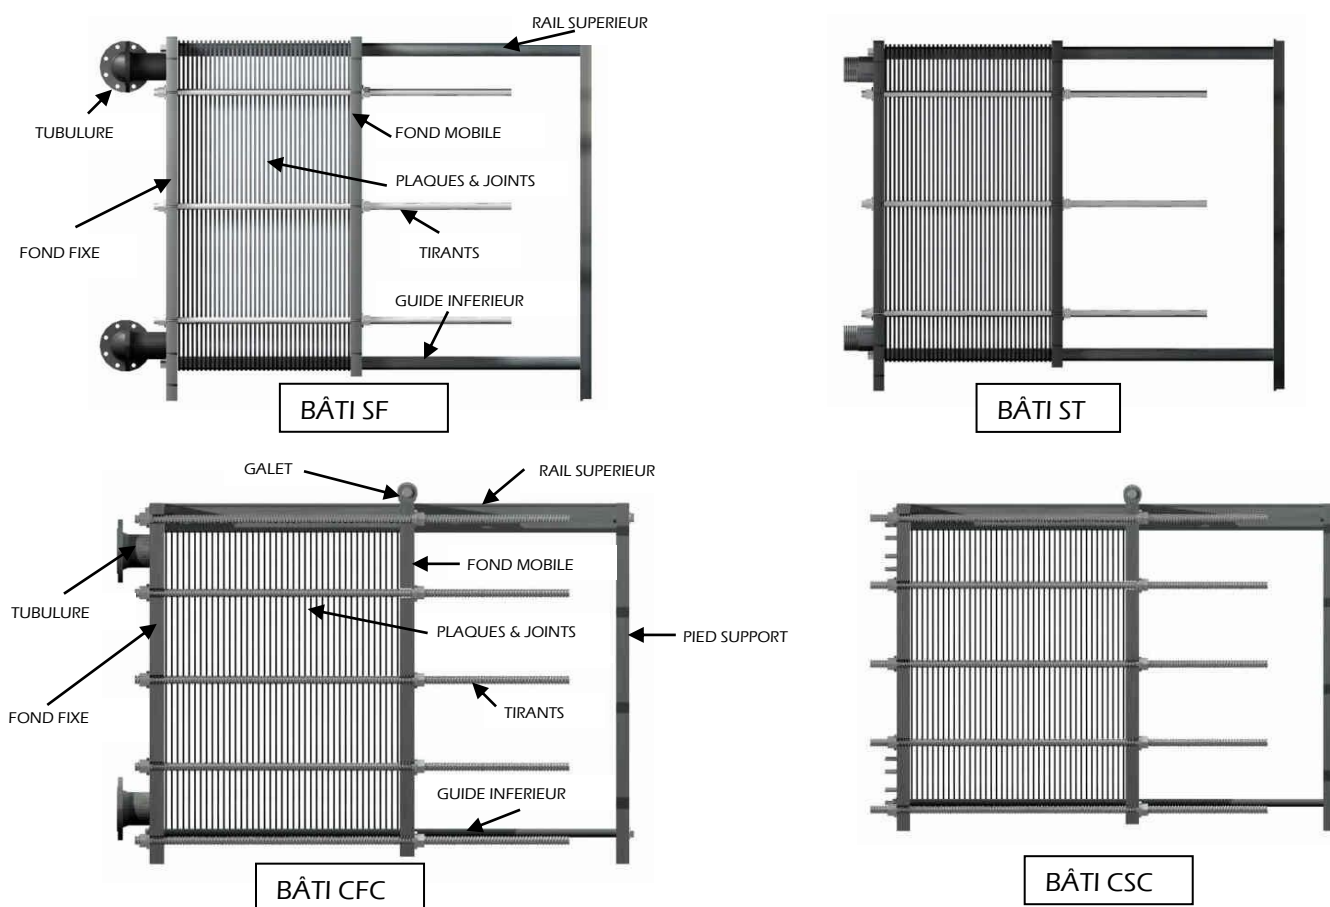 RAIL SUPERIEUR
TUBULURE
FOND MOBILE
PLAQUES & JOINTS
FOND FIXE
TIRANTS
GUIDE INFERIEUR
BÂTI SF
BÂTI ST
GALET
RAIL SUPERIEUR
FOND MOBILE
TUBULURE
PLAQUES & JOINTS
PIED SUPPORT
FOND FIXE
TIRANTS
GUIDE INFERIEUR
BÂTI CFC
BÂTI CSC